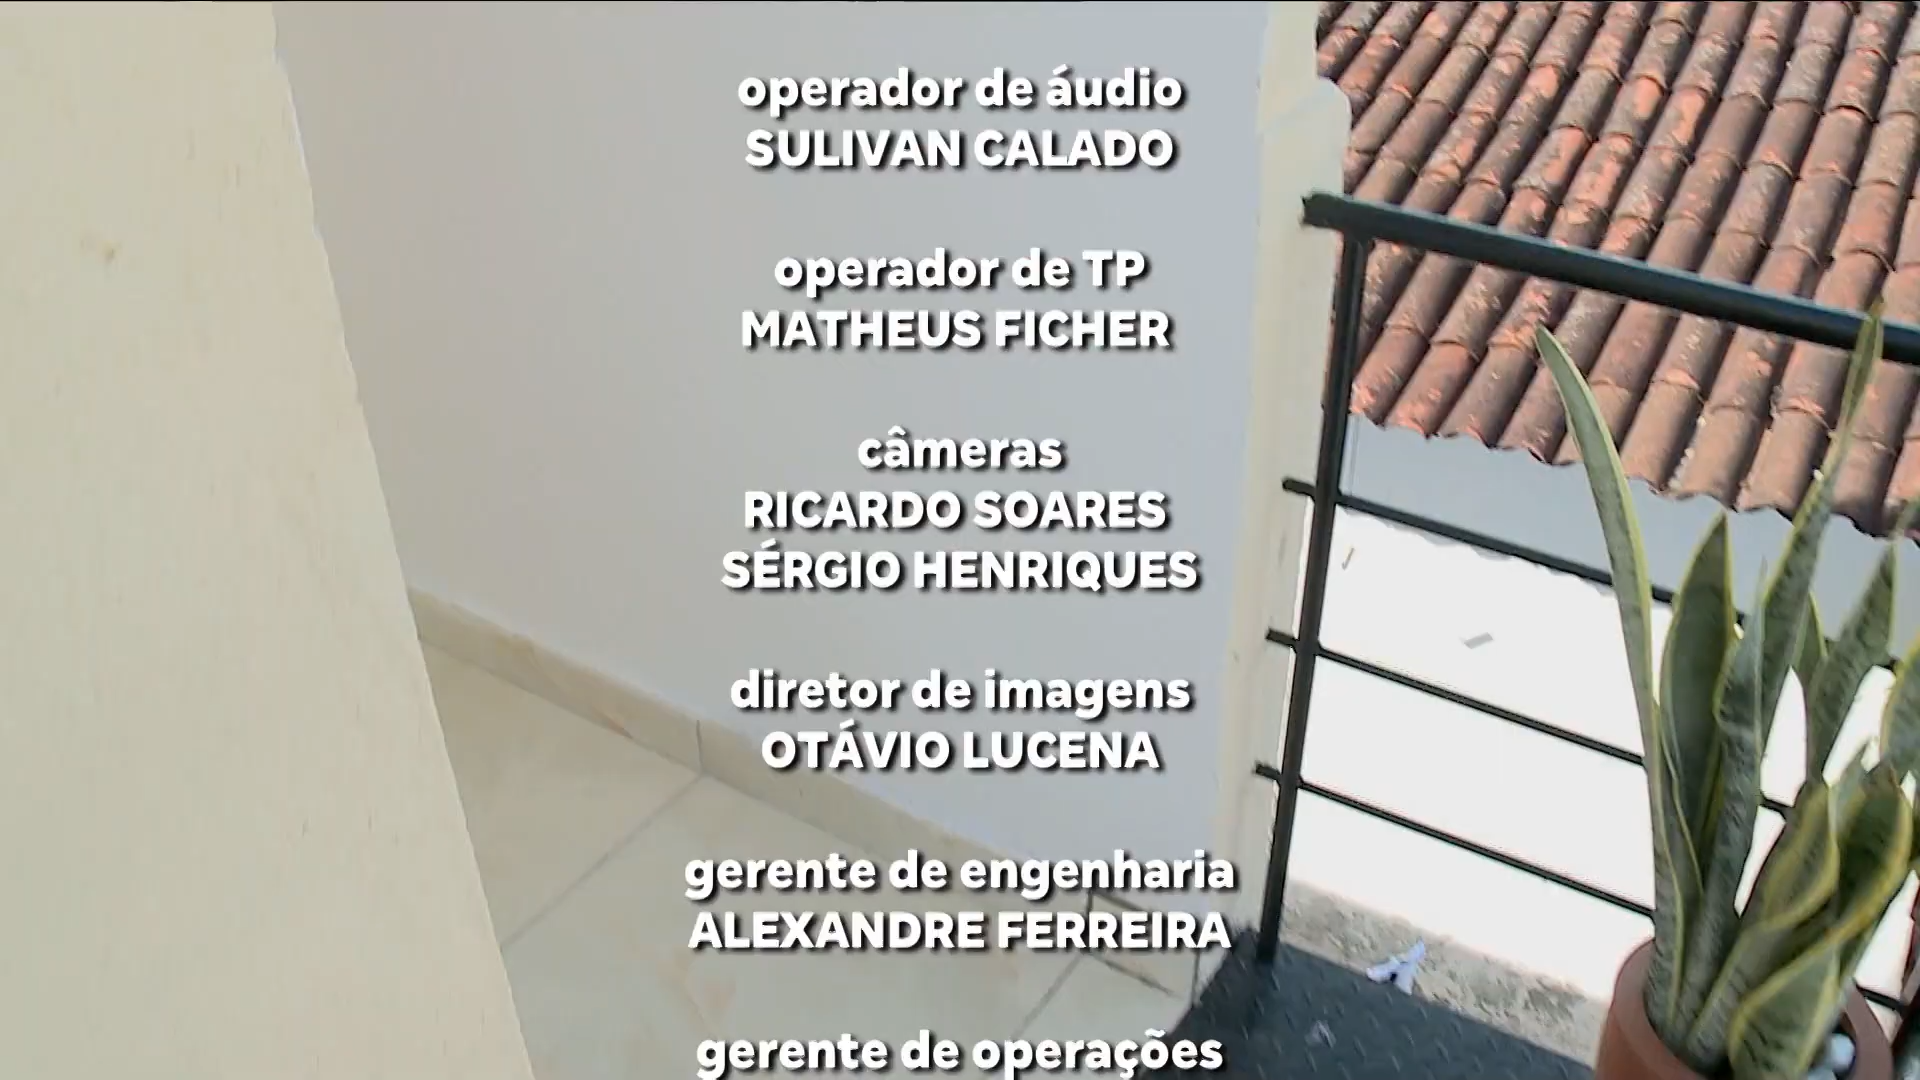 operador de áudio
SULIVAN CALADO
operador de TP
MATHEUS FICHER
câmeras
RICARDO SOARES
SÉRGIO HENRIQUES
diretor de imagens
OTÁVIO LUCENA
gerente de engenharia
ALEXANDRE FERREIRA
gerente de operações